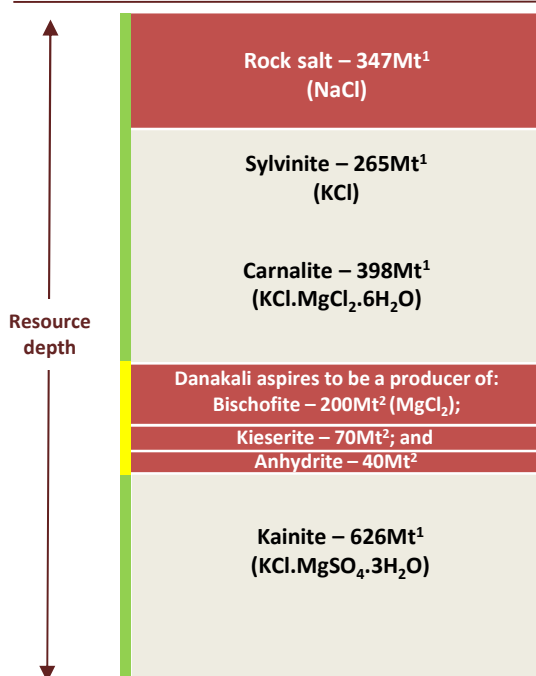 Rock salt – 347Mt¹
(NaCl)
Sylvinite – 265Mt¹
(KCl)
Carnalite – 398Mt¹
(KCl.MgCl₂.6H₂O)
Resource
depth
Danakali aspires to be a producer of:
Bischofite – 200Mt² (MgCl₂);
Kieserite – 70Mt²; and
Anhydrite – 40Mt²
Kainite – 626Mt¹
(KCl.MgSO₄.3H₂O)